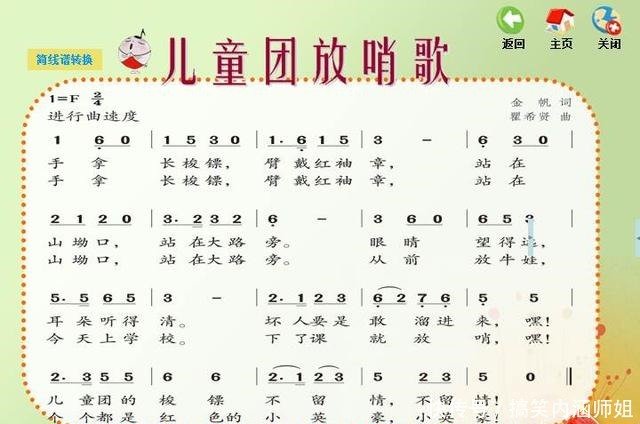 返回 主页 关闭
简线谱转换
儿童团放哨歌
1=F 2/4
金帆 词
进行曲速度
瞿希贤 曲
1 6 0 | 1 5 3 0 | 1. 6 1 5 | 3 - | 6 3 0 |
手 拿 长梭镖， 臂戴红袖 章， 站 在
手 拿 长梭镖， 臂戴红袖 章， 站 在
2 1 2 0 | 3. 2 3 2 | 6 - | 3 6 0 | 6 5 3 |
山坳口， 站在大路 旁。 眼睛 望得远，
山坳口， 站在大路 旁。 从前 放牛娃，
5. 5 6 5 | 3 - | 2. 1 2 3 | 6 2 7 6 | 5 5 |
耳朵听得 清。 坏人要是 敢溜进 来，嘿！
今天上学 校。 下了课 就放 哨，嘿！
2. 3 5 5 | 6 6 | 2. 1 2 3 | 5 5 | 5 0 ‖
儿童团的 梭镖 不留 情，不留 情！
个个都是 红色的 小英 豪，小英 豪！
搞笑内涵师姐